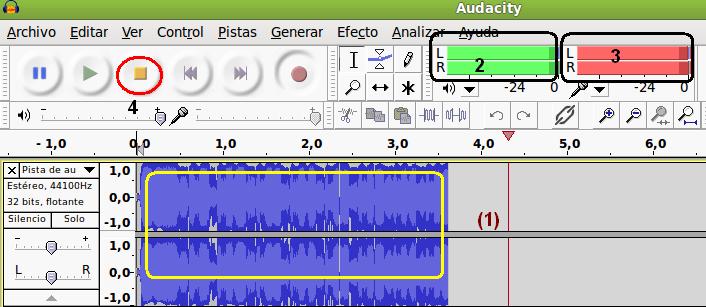 Audacity
Archivo Editar Ver Control Pistas Generar Efecto Analizar Ayuda
L
R
2
-24 0
L
R
3
-24 0
4
- 1,0 0,0 1,0 2,0 3,0 4,0 5,0 6,0
Pista de au
Estéreo, 44100Hz
32 bits, flotante
Silencio Solo
- +
L R
1,0
0,0
-1,0
1,0
0,0
-1,0
(1)